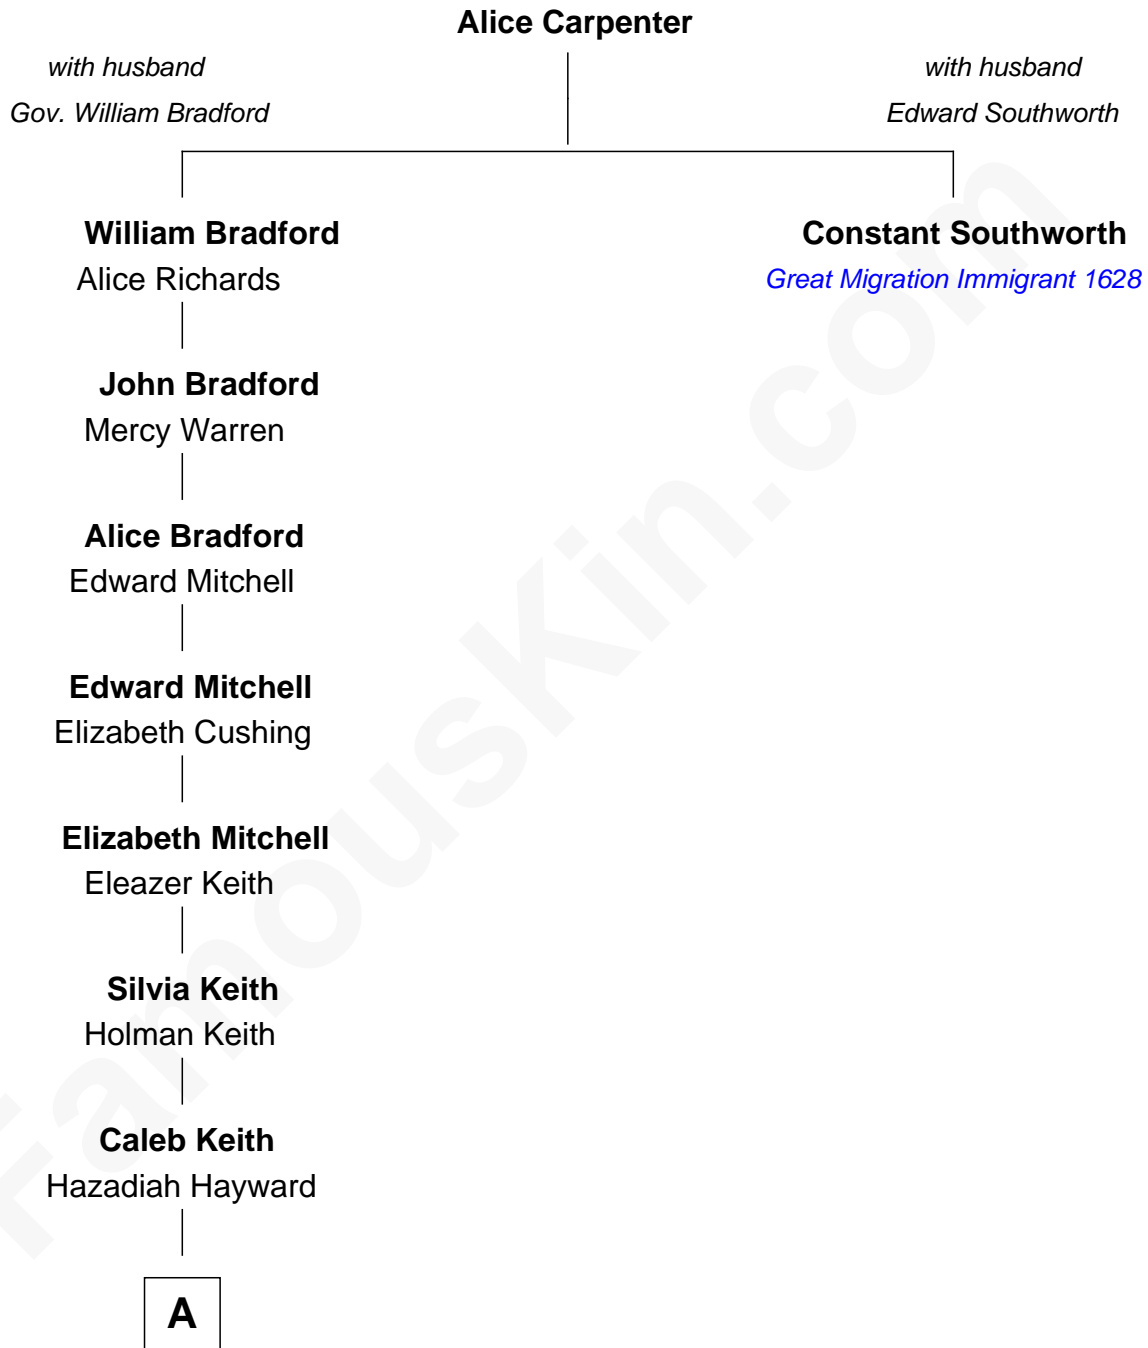 Alice Carpenter
with husband
Gov. William Bradford
with husband
Edward Southworth
William Bradford
Alice Richards
Constant Southworth
Great Migration Immigrant 1628
John Bradford
Mercy Warren
Alice Bradford
Edward Mitchell
Edward Mitchell
Elizabeth Cushing
Elizabeth Mitchell
Eleazer Keith
Silvia Keith
Holman Keith
Caleb Keith
Hazadiah Hayward
A
FamousKin.com